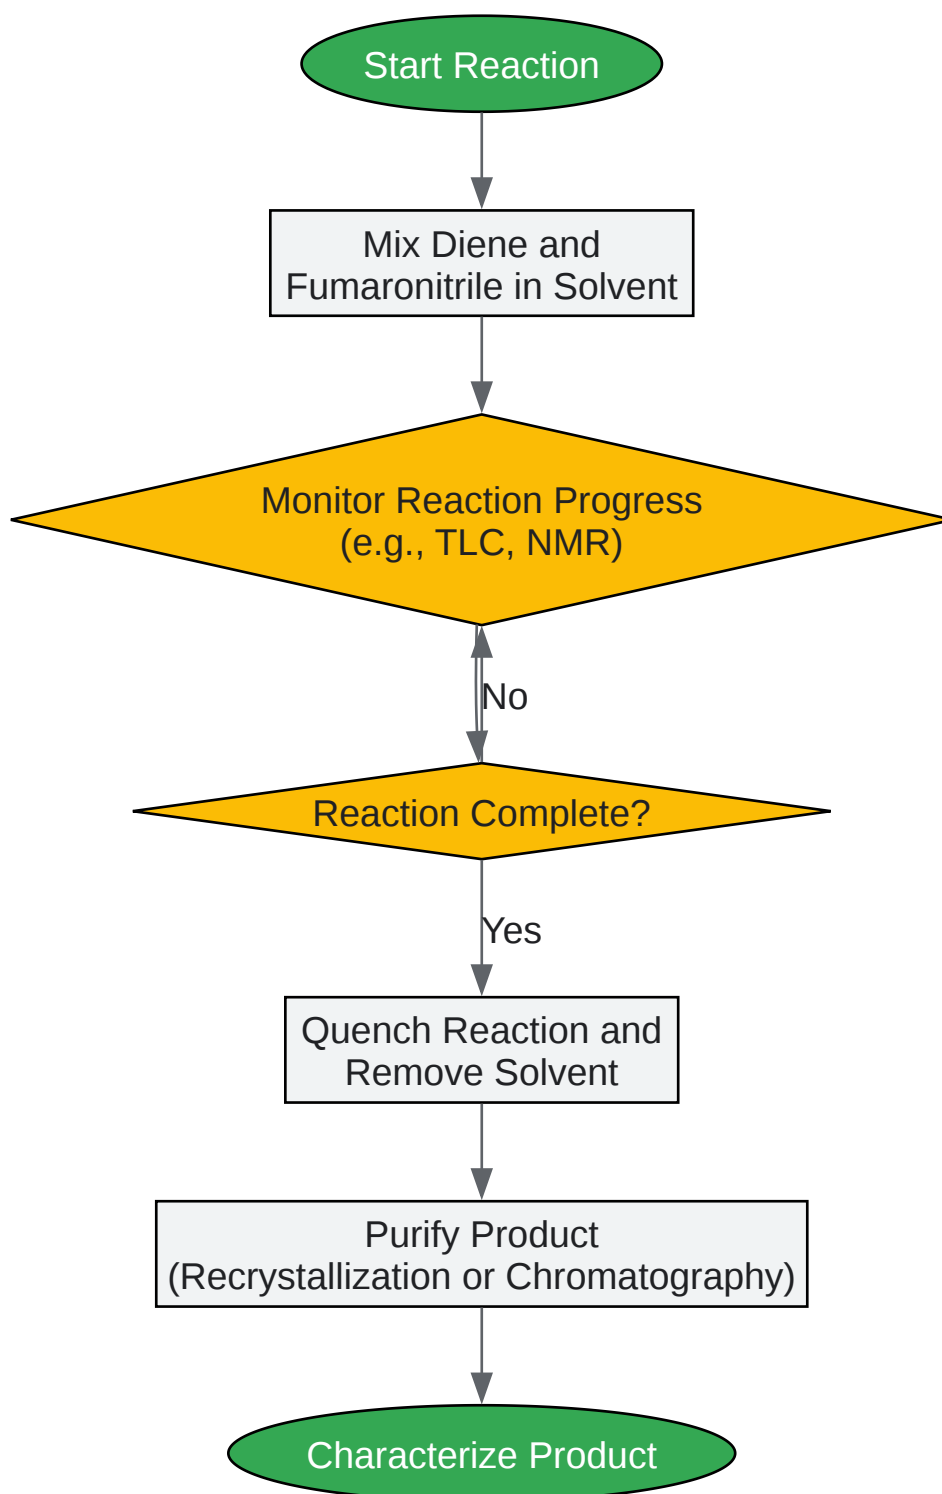 Start Reaction
Mix Diene and
Fumaronitrile in Solvent
Monitor Reaction Progress
(e.g., TLC, NMR)
No
Reaction Complete?
Yes
Quench Reaction and
Remove Solvent
Purify Product
(Recrystallization or Chromatography)
Characterize Product